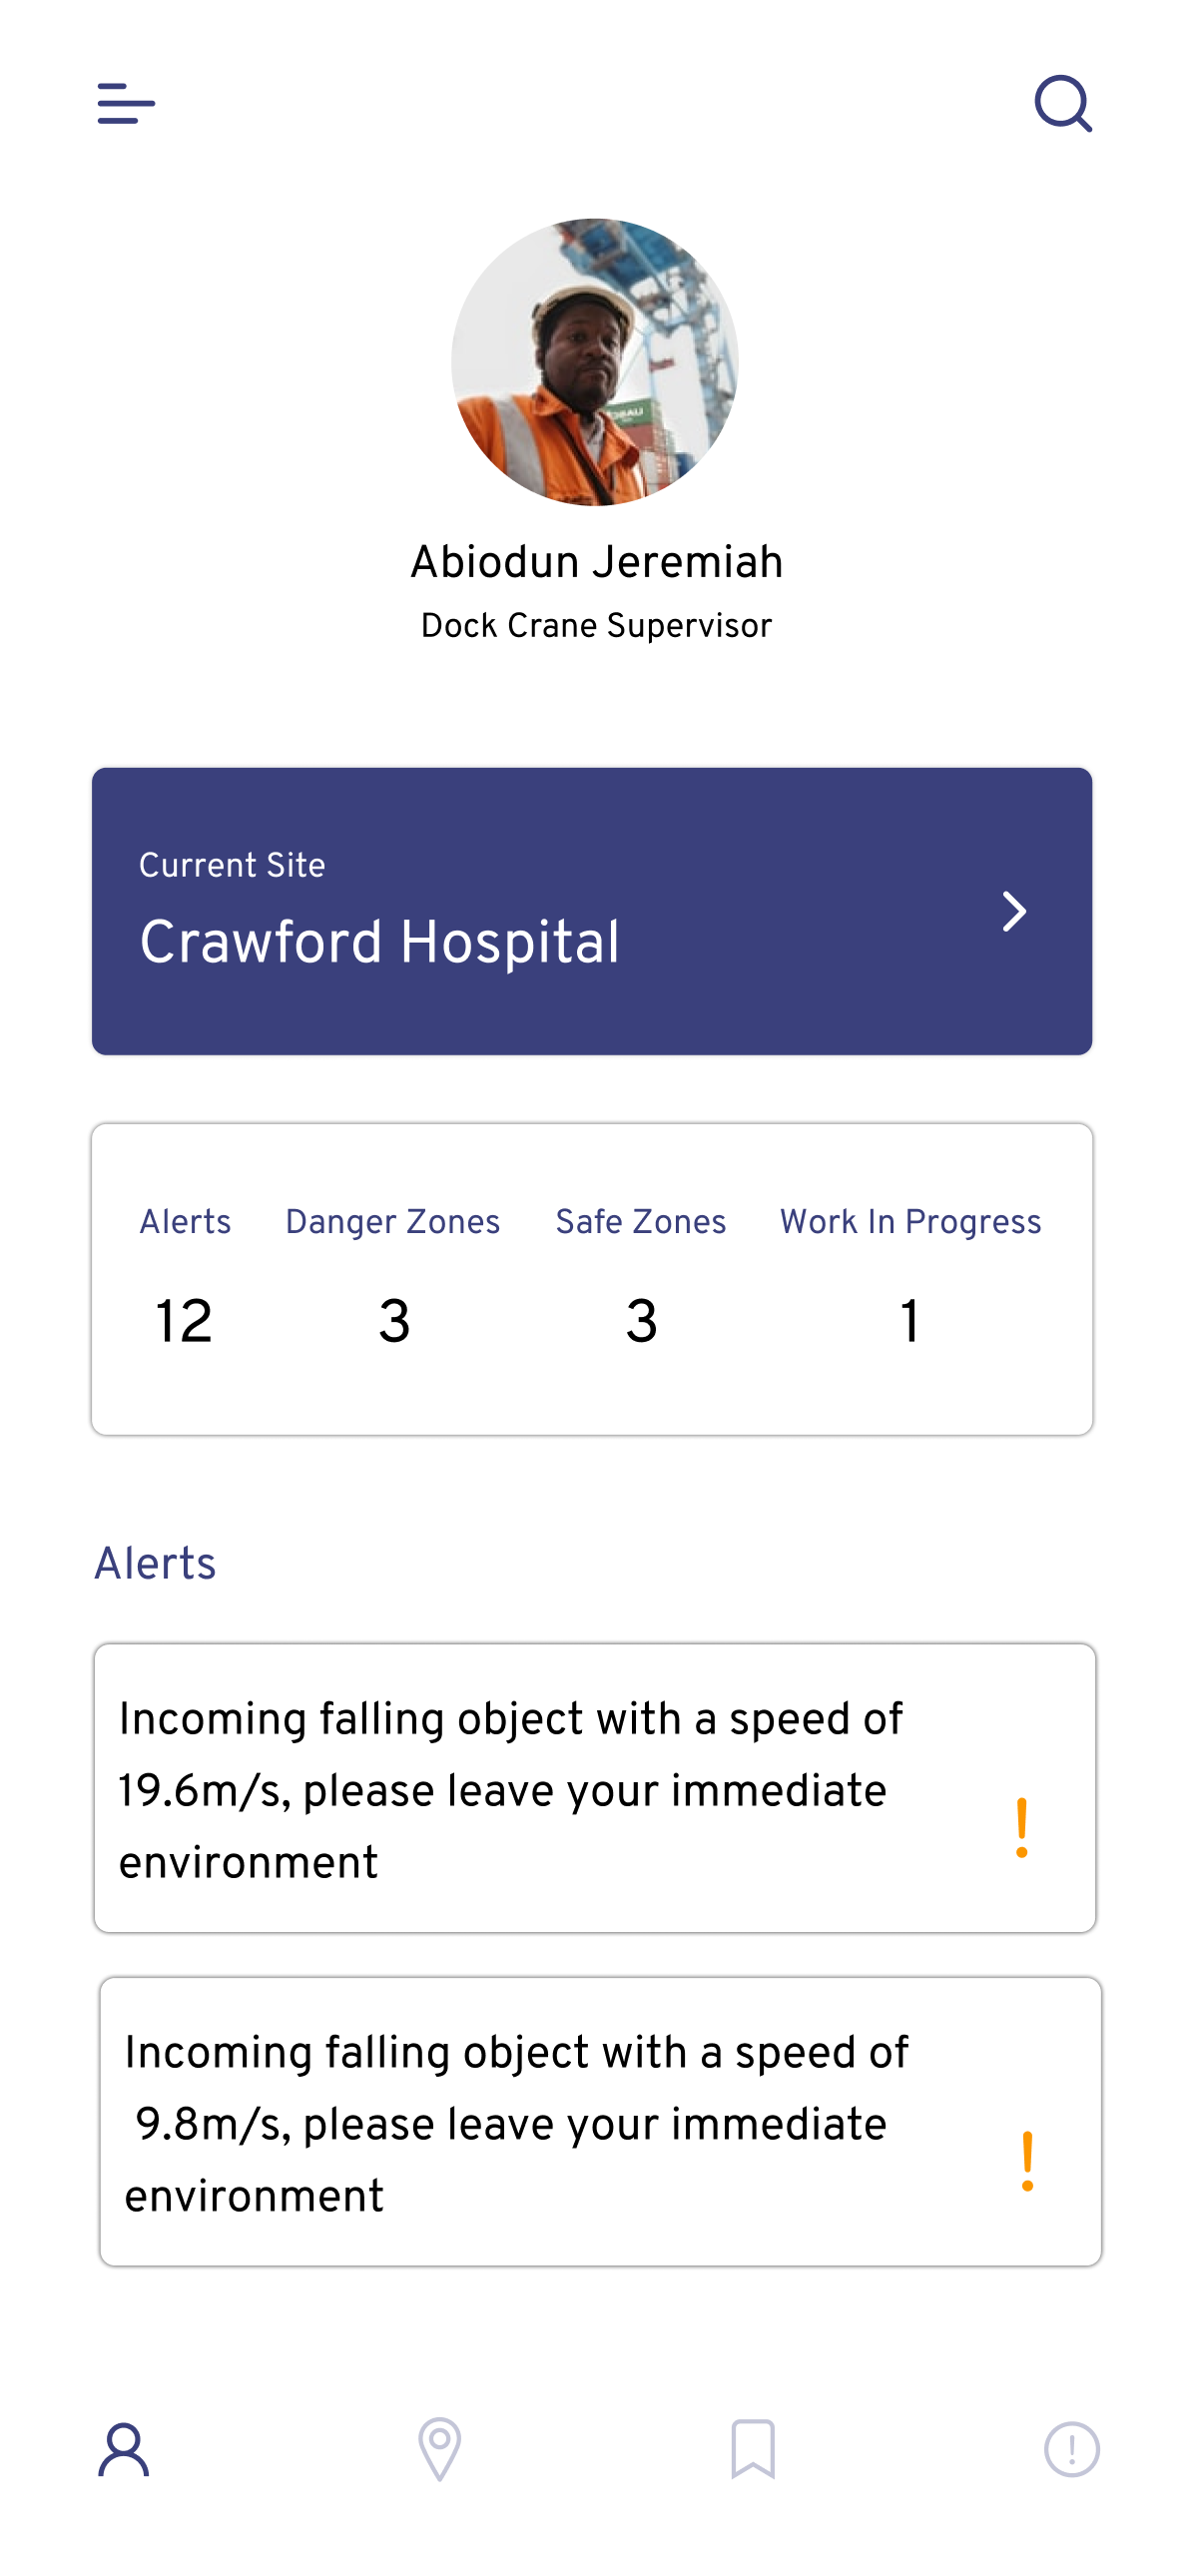 Abiodun Jeremiah
Dock Crane Supervisor
Current Site
Crawford Hospital
Alerts Danger Zones Safe Zones Work In Progress
12 3 3 1
Alerts
Incoming falling object with a speed of
19.6m/s, please leave your immediate
environment
Incoming falling object with a speed of
9.8m/s, please leave your immediate
environment